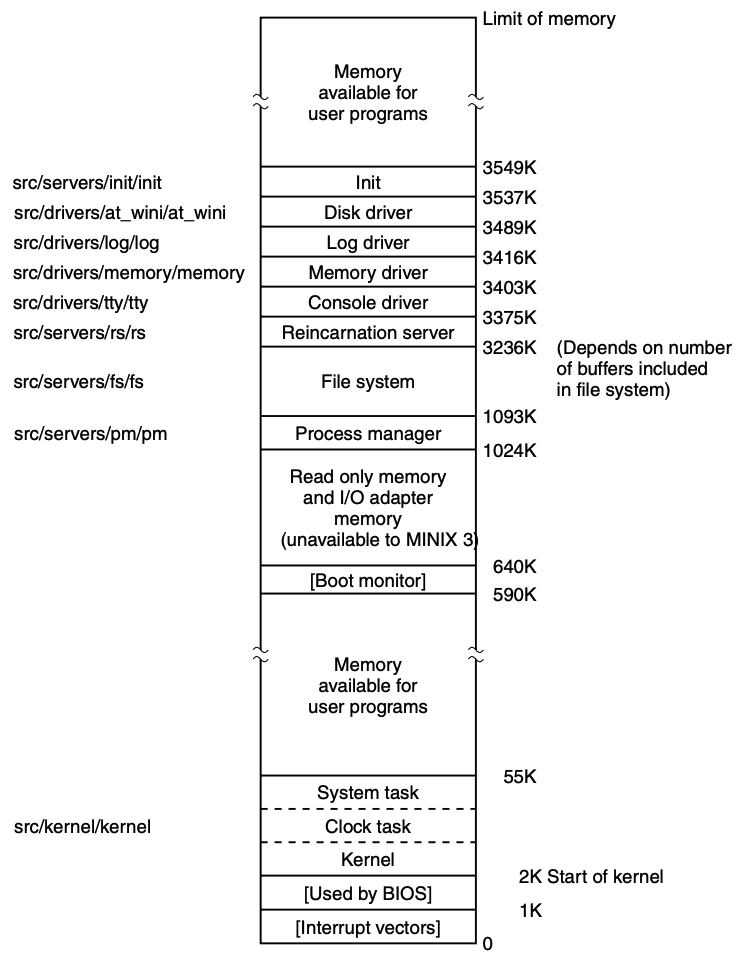 Limit of memory
Memory
available for
user programs
3549K
src/servers/init/init
Init
3537K
src/drivers/at_wini/at_wini
Disk driver
3489K
src/drivers/log/log
Log driver
3416K
src/drivers/memory/memory
Memory driver
3403K
src/drivers/tty/tty
Console driver
3375K
src/servers/rs/rs
Reincarnation server
3236K
(Depends on number
of buffers included
in file system)
src/servers/fs/fs
File system
1093K
src/servers/pm/pm
Process manager
1024K
Read only memory
and I/O adapter
memory
(unavailable to MINIX 3)
640K
[Boot monitor]
590K
Memory
available for
user programs
55K
System task
src/kernel/kernel
Clock task
Kernel
2K Start of kernel
[Used by BIOS]
1K
[Interrupt vectors]
0